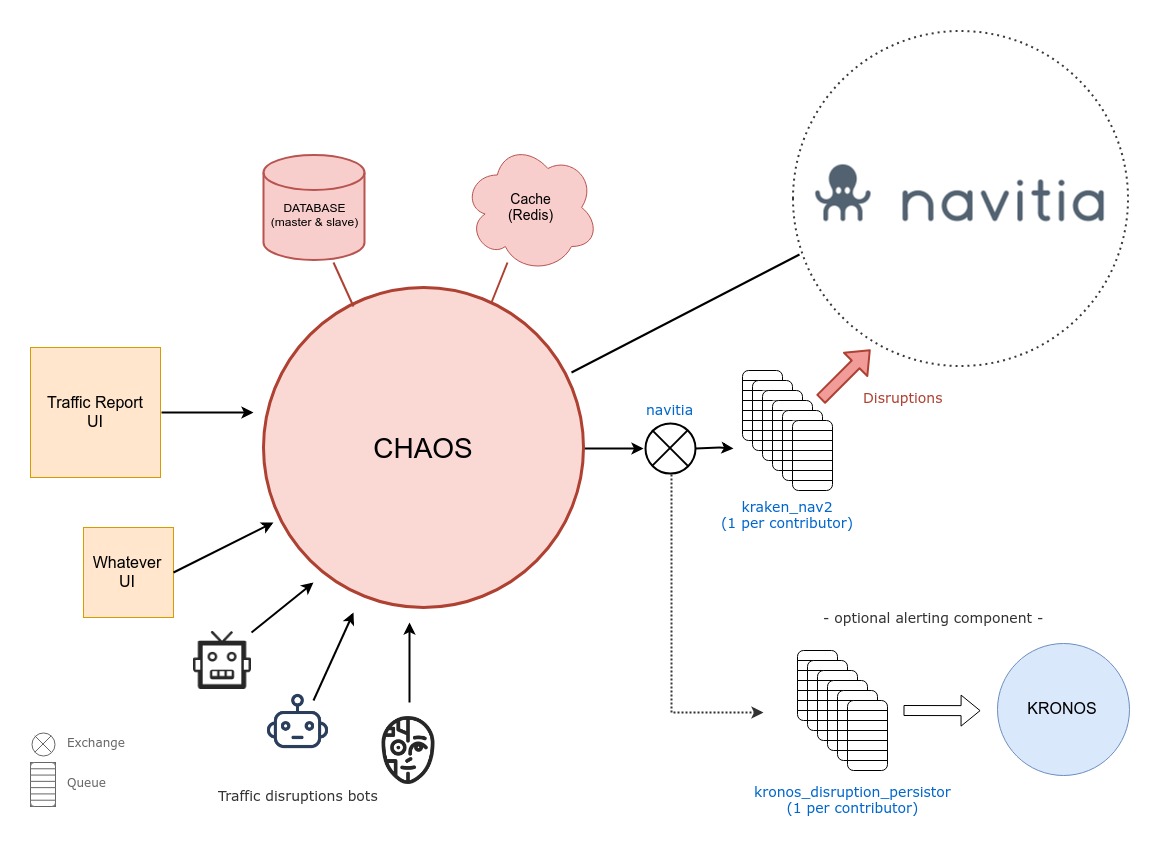 navitia
DATABASE
(master & slave)
Cache
(Redis)
Traffic Report
UI
CHAOS
navitia
Disruptions
kraken_nav2
(1 per contributor)
Whatever
UI
- optional alerting component -
KRONOS
Exchange
Queue
Traffic disruptions bots
kronos_disruption_persistor
(1 per contributor)